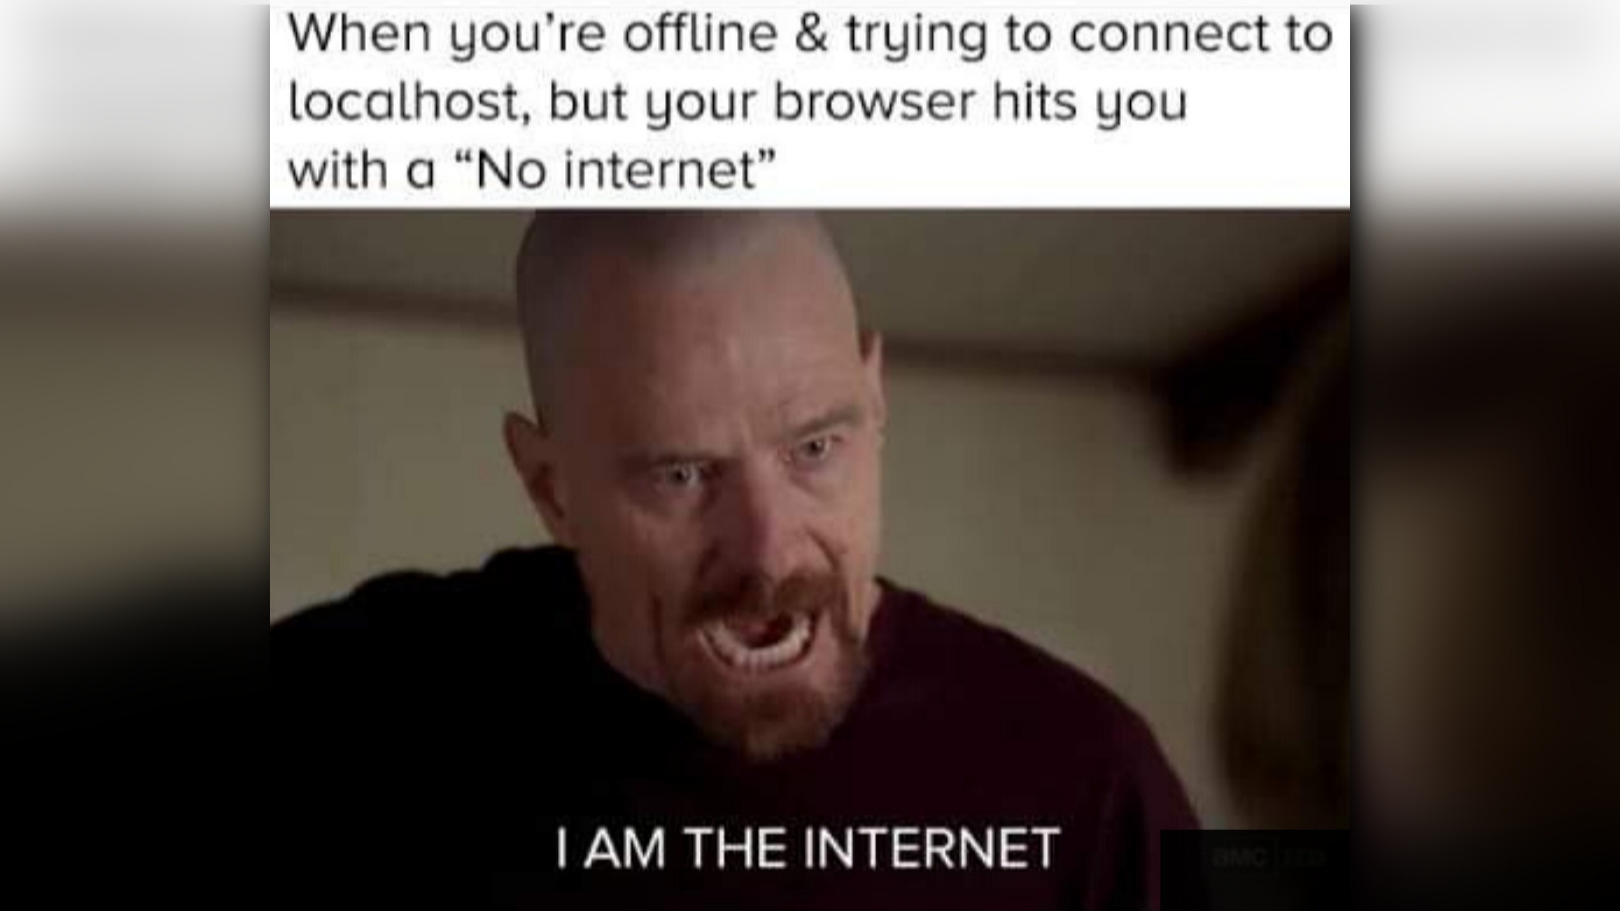 When you’re offline & trying to connect to
localhost, but your browser hits you
with a “No internet”
I AM THE INTERNET
AMC